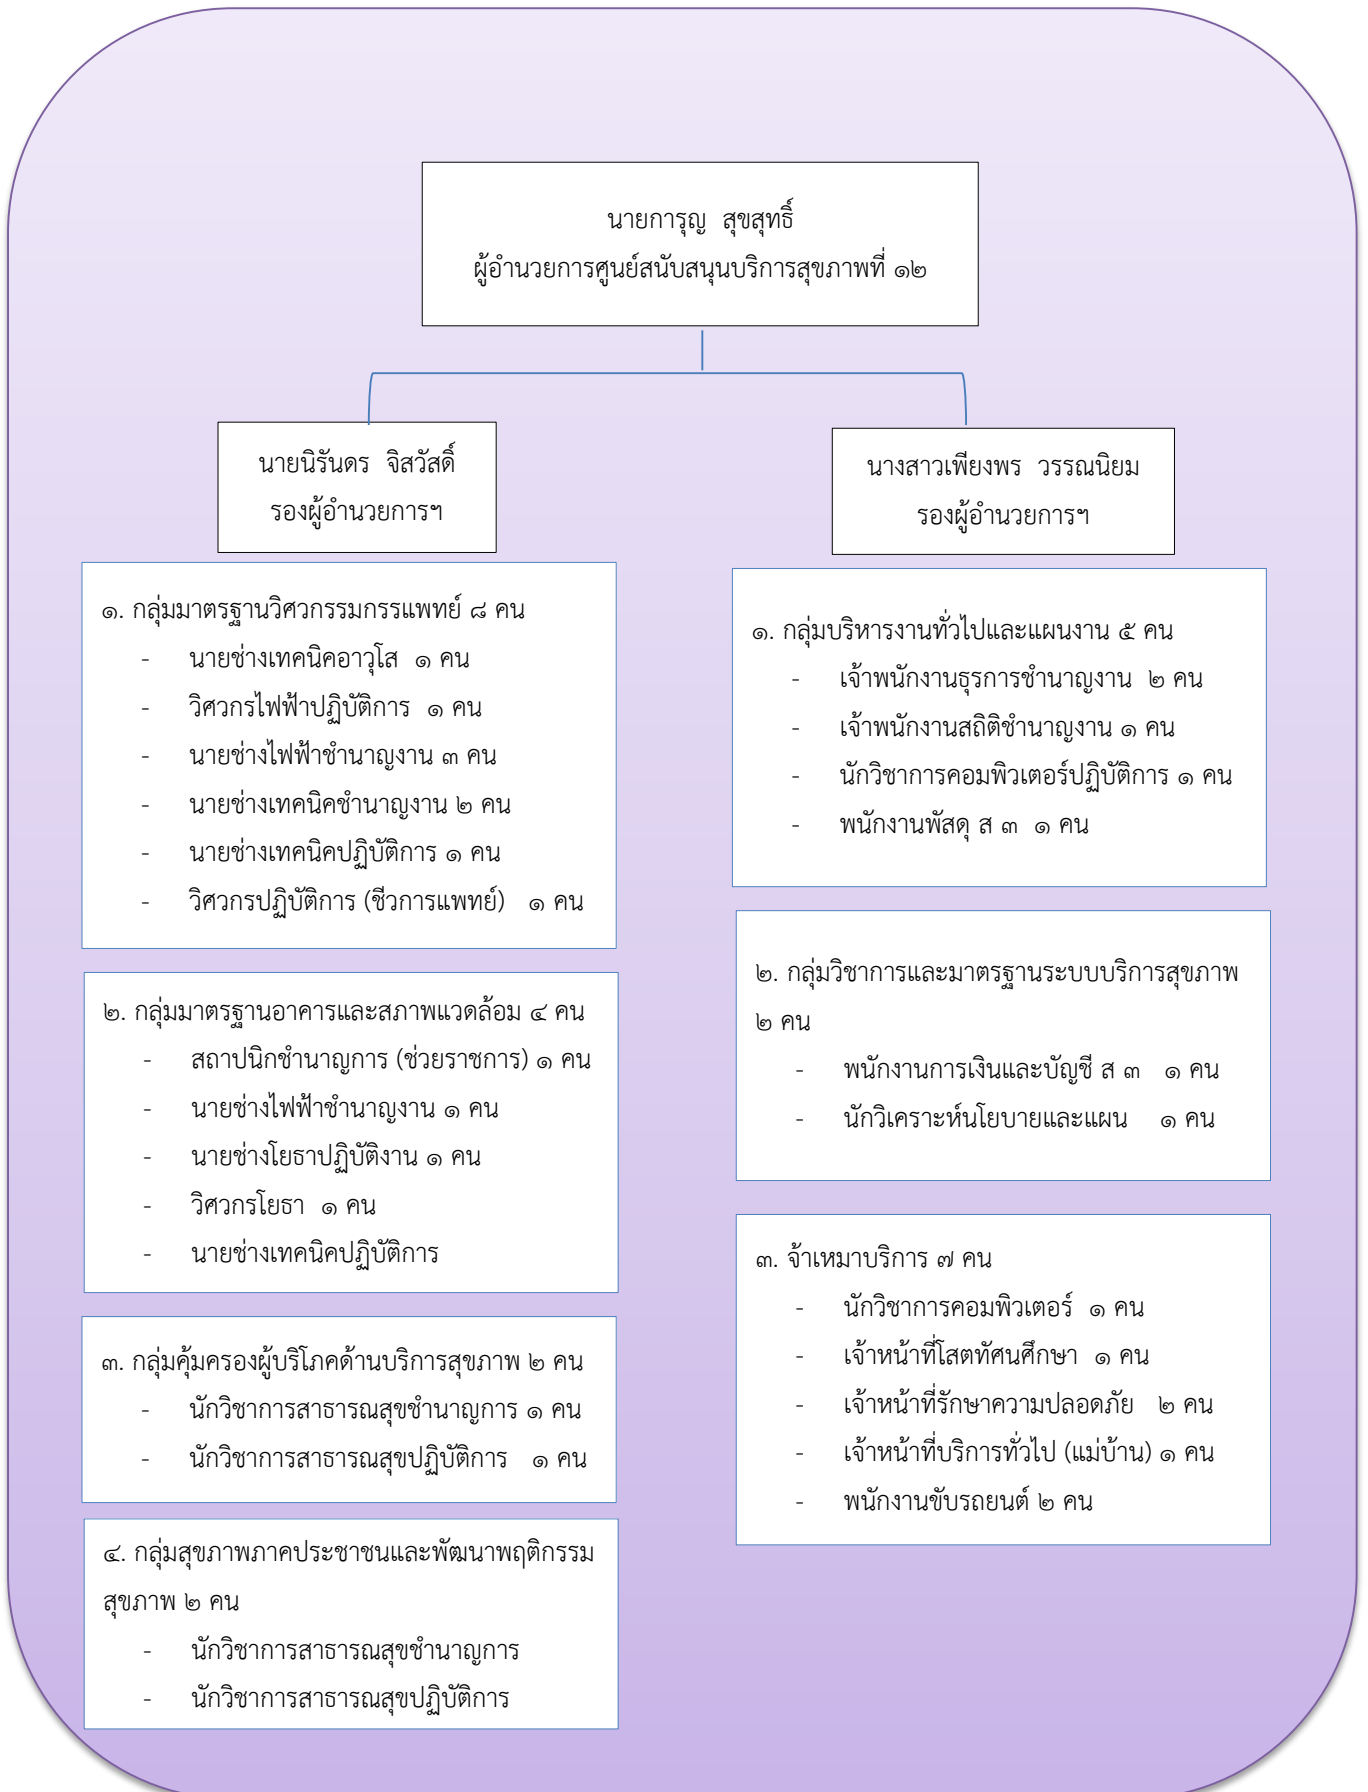 นายการุญ สุขสุทธิ์
ผู้อำนวยการศูนย์สนับสนุนบริการสุขภาพที่ ๑๒
นายนิรันดร จิสวัสดิ์
รองผู้อำนวยการฯ
นางสาวเพียงพร วรรณนิยม
รองผู้อำนวยการฯ
๑. กลุ่มมาตรฐานวิศวกรรมกรรแพทย์ ๘ คน
- นายช่างเทคนิคอาวุโส ๑ คน
- วิศวกรไฟฟ้าปฏิบัติการ ๑ คน
- นายช่างไฟฟ้าชำนาญงาน ๓ คน
- นายช่างเทคนิคชำนาญงาน ๒ คน
- นายช่างเทคนิคปฏิบัติการ ๑ คน
- วิศวกรปฏิบัติการ (ชีวการแพทย์) ๑ คน
๒. กลุ่มมาตรฐานอาคารและสภาพแวดล้อม ๔ คน
- สถาปนิกชำนาญการ (ช่วยราชการ) ๑ คน
- นายช่างไฟฟ้าชำนาญงาน ๑ คน
- นายช่างโยธาปฏิบัติงาน ๑ คน
- วิศวกรโยธา ๑ คน
- นายช่างเทคนิคปฏิบัติการ
๓. กลุ่มคุ้มครองผู้บริโภคด้านบริการสุขภาพ ๒ คน
- นักวิชาการสาธารณสุขชำนาญการ ๑ คน
- นักวิชาการสาธารณสุขปฏิบัติการ ๑ คน
๔. กลุ่มสุขภาพภาคประชาชนและพัฒนาพฤติกรรม
สุขภาพ ๒ คน
- นักวิชาการสาธารณสุขชำนาญการ
- นักวิชาการสาธารณสุขปฏิบัติการ
๑. กลุ่มบริหารงานทั่วไปและแผนงาน ๕ คน
- เจ้าพนักงานธุรการชำนาญงาน ๒ คน
- เจ้าพนักงานสถิติชำนาญงาน ๑ คน
- นักวิชาการคอมพิวเตอร์ปฏิบัติการ ๑ คน
- พนักงานพัสดุ ส ๓ ๑ คน
๒. กลุ่มวิชาการและมาตรฐานระบบบริการสุขภาพ
๒ คน
- พนักงานการเงินและบัญชี ส ๓ ๑ คน
- นักวิเคราะห์นโยบายและแผน ๑ คน
๓. จ้าเหมาบริการ ๗ คน
- นักวิชาการคอมพิวเตอร์ ๑ คน
- เจ้าหน้าที่โสตทัศนศึกษา ๑ คน
- เจ้าหน้าที่รักษาความปลอดภัย ๒ คน
- เจ้าหน้าที่บริการทั่วไป (แม่บ้าน) ๑ คน
- พนักงานขับรถยนต์ ๒ คน